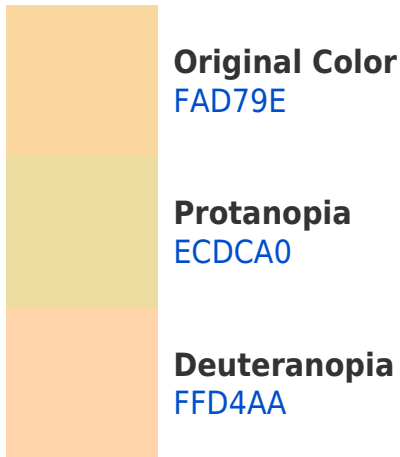 Original Color
FAD79E
Protanopia
ECDCA0
Deuteranopia
FFD4AA